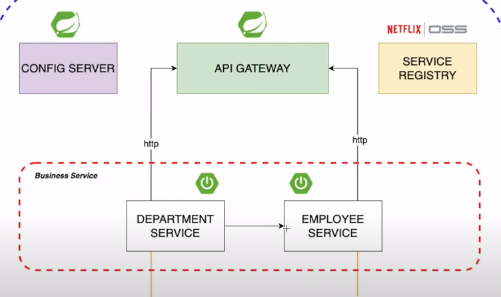 NETFLIX OSS
CONFIG SERVER
API GATEWAY
SERVICE
REGISTRY
http
http
Business Service
DEPARTMENT
SERVICE
EMPLOYEE
SERVICE